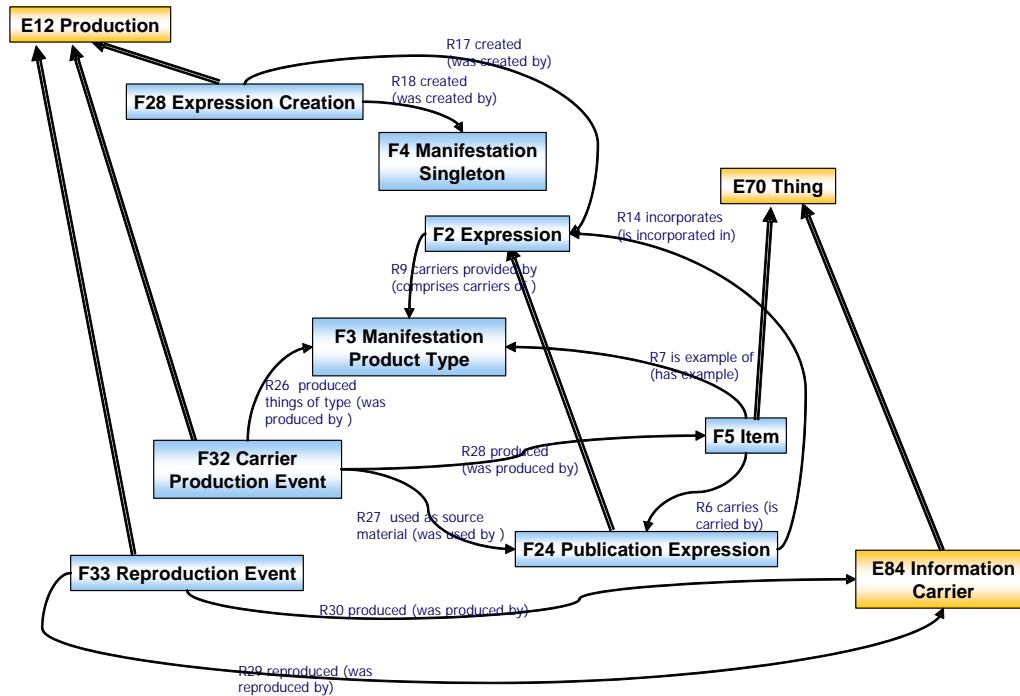 E12 Production
R17 created
(was created by)
R18 created
(was created by)
F28 Expression Creation
F4 Manifestation
Singleton
E70 Thing
R14 incorporates
(is incorporated in)
F2 Expression
R9 carriers provided by
(comprises carriers of )
F3 Manifestation
Product Type
R7 is example of
(has example)
R26 produced
things of type (was
produced by )
F5 Item
F32 Carrier
Production Event
R28 produced
(was produced by)
R6 carries (is
carried by)
R27 used as source
material (was used by )
F24 Publication Expression
F33 Reproduction Event
E84 Information
Carrier
R30 produced (was produced by)
R29 reproduced (was
reproduced by)